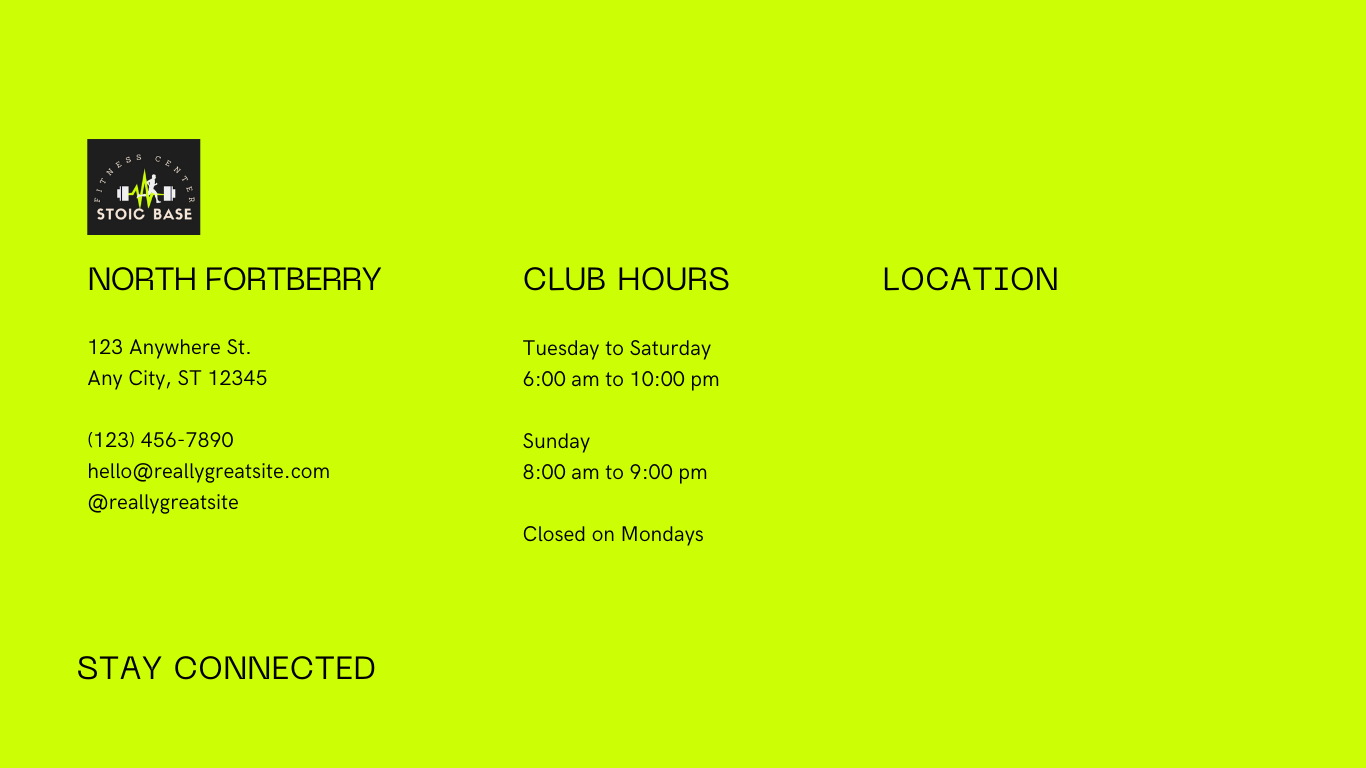 FITNESS CENTER
STOIC BASE
NORTH FORTBERRY
123 Anywhere St.
Any City, ST 12345
(123) 456-7890
hello@reallygreatsite.com
@reallygreatsite
CLUB HOURS
Tuesday to Saturday
6:00 am to 10:00 pm
Sunday
8:00 am to 9:00 pm
Closed on Mondays
LOCATION
STAY CONNECTED